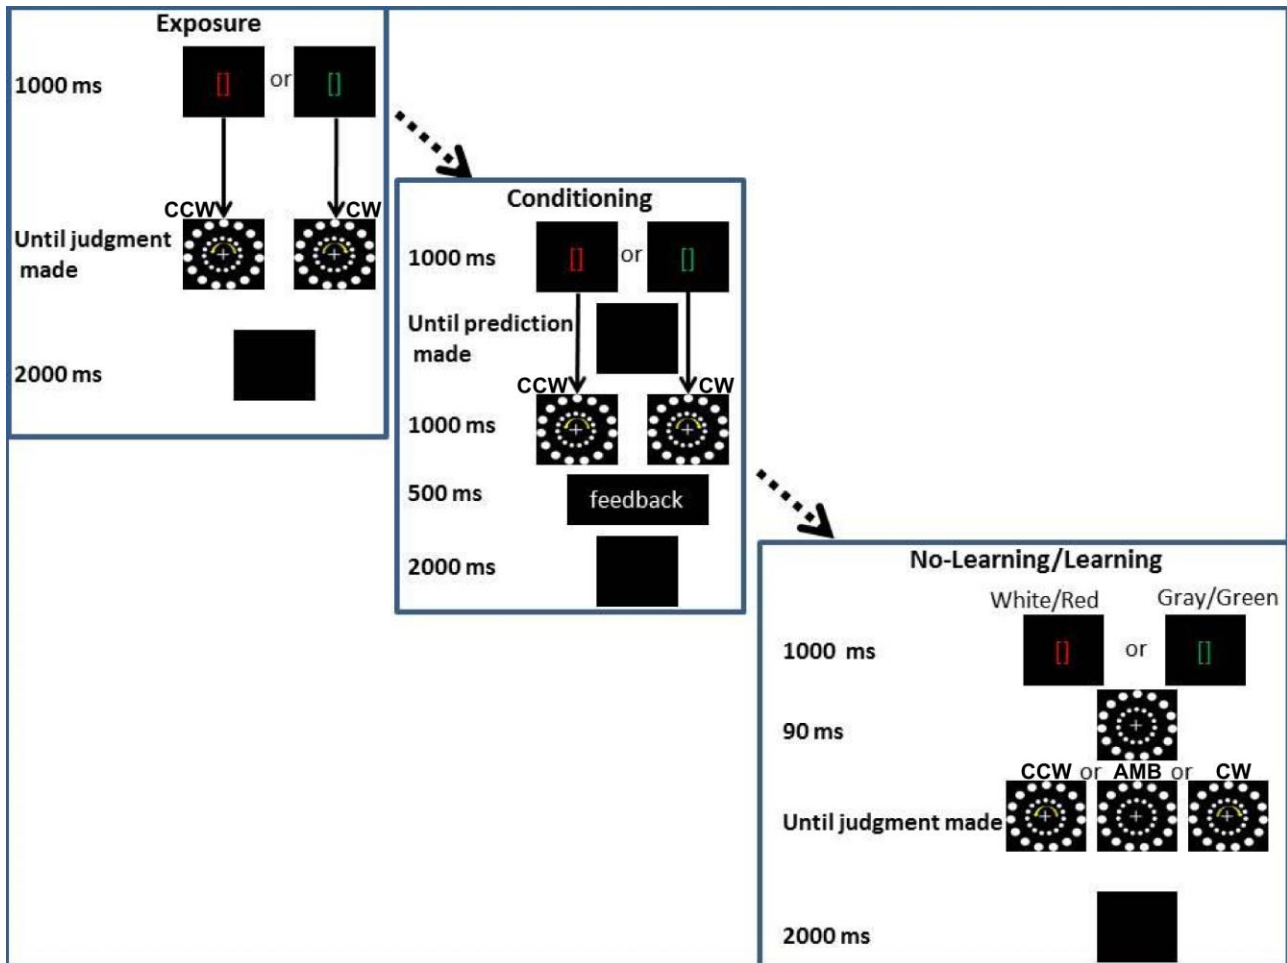 Exposure
1000 ms
[] or []
CCW CW
Until judgment
made
2000 ms
Conditioning
1000 ms
[] or []
Until prediction
made
CCW CW
1000 ms
500 ms
feedback
2000 ms
No-Learning/Learning
White/Red Gray/Green
1000 ms
[] or []
90 ms
CCW or AMB or CW
Until judgment made
2000 ms